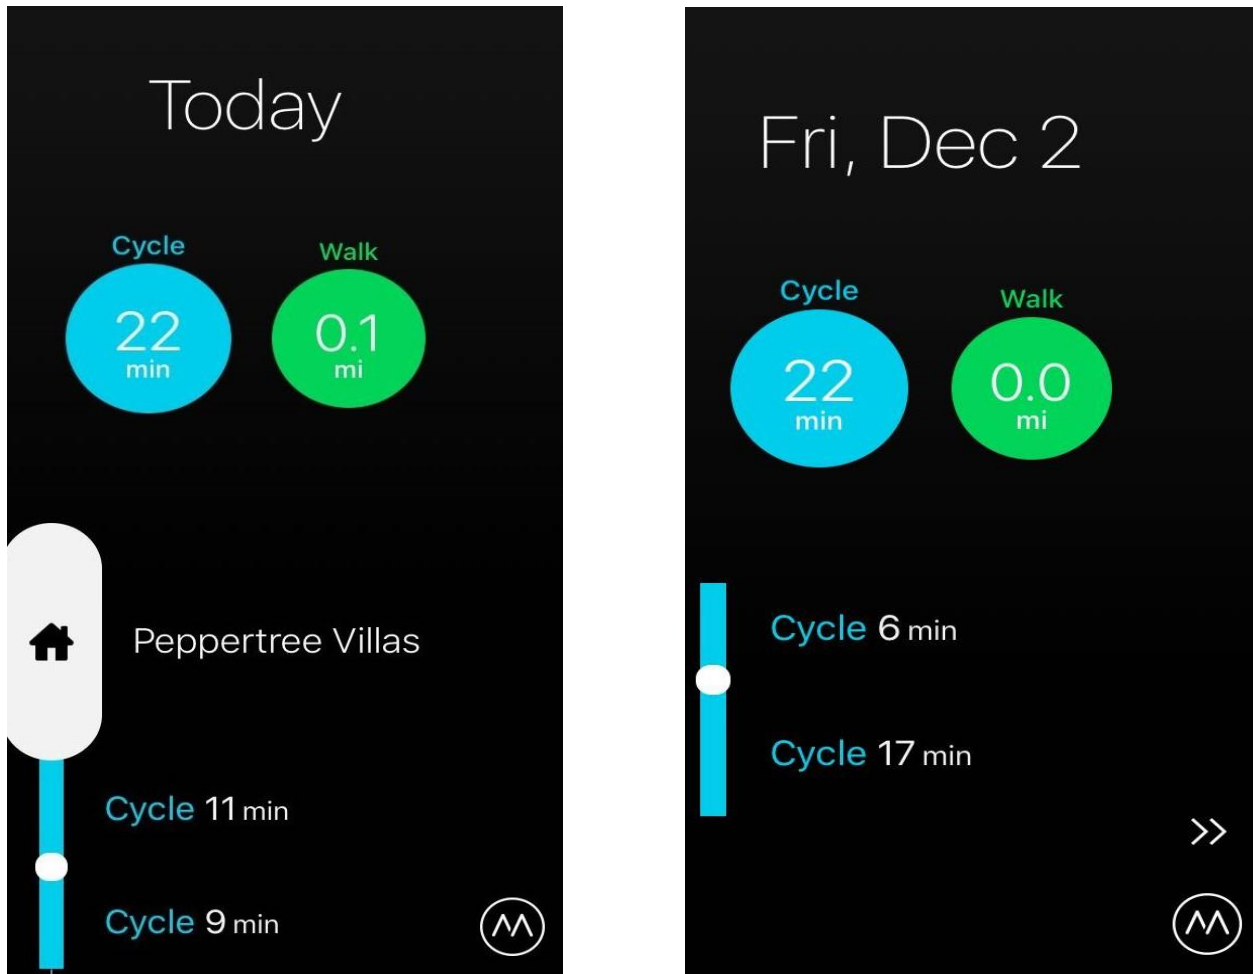 Today
Cycle
22
min
Walk
0.1
mi
Peppertree Villas
Cycle 11 min
Cycle 9 min
Fri, Dec 2
Cycle
22
min
Walk
0.0
mi
Cycle 6 min
Cycle 17 min